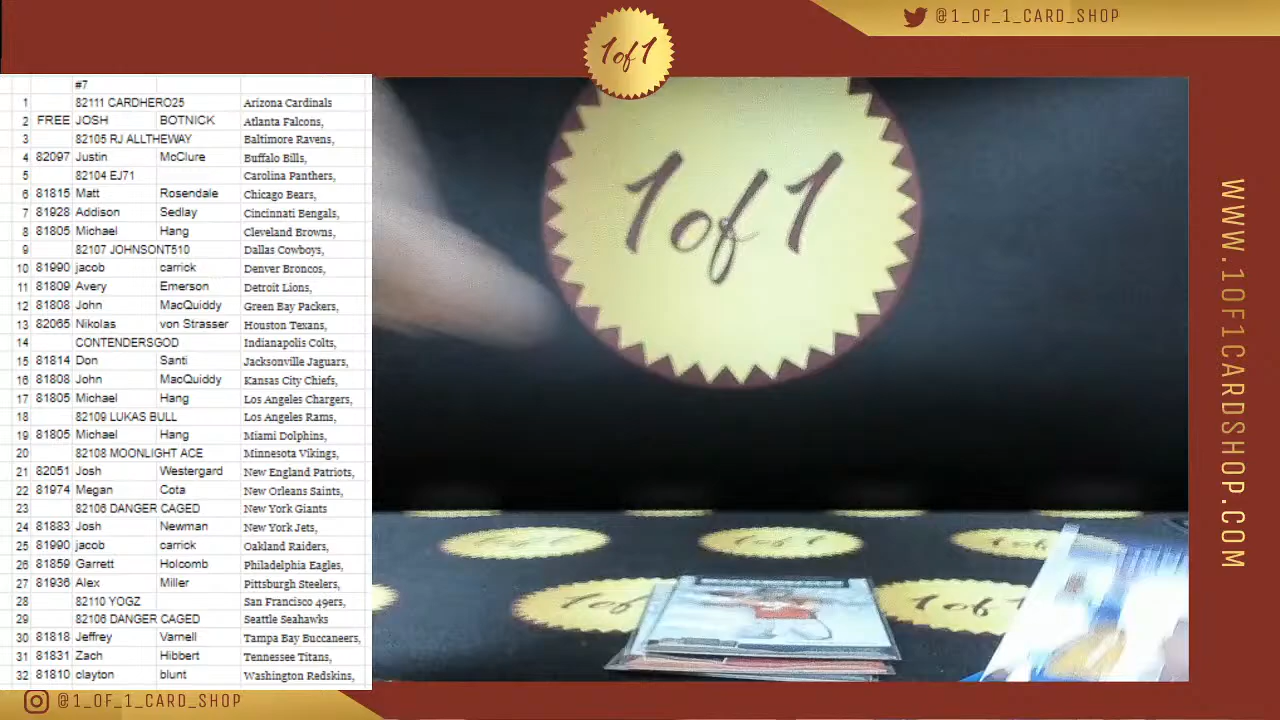 1of1
@1_OF_1_CARD_SHOP
#7
1 82111 CARDHERO25 Arizona Cardinals
2 FREE JOSH BOTNICK Atlanta Falcons,
3 82105 RJ ALLTHEWAY Baltimore Ravens,
4 82097 Justin McClure Buffalo Bills,
5 82104 EJ71 Carolina Panthers,
6 81815 Matt Rosendale Chicago Bears,
7 81928 Addison Sedlay Cincinnati Bengals,
8 81805 Michael Hang Cleveland Browns,
9 82107 JOHNSONT510 Dallas Cowboys,
10 81990 jacob carrick Denver Broncos,
11 81809 Avery Emerson Detroit Lions,
12 81808 John MacQuiddy Green Bay Packers,
13 82065 Nikolas von Strasser Houston Texans,
14 CONTENDERSGOD Indianapolis Colts,
15 81814 Don Santi Jacksonville Jaguars,
16 81808 John MacQuiddy Kansas City Chiefs,
17 81805 Michael Hang Los Angeles Chargers,
18 82109 LUKAS BULL Los Angeles Rams,
19 81805 Michael Hang Miami Dolphins,
20 82108 MOONLIGHT ACE Minnesota Vikings,
21 82051 Josh Westergard New England Patriots,
22 81974 Megan Cota New Orleans Saints,
23 82106 DANGER CAGED New York Giants
24 81883 Josh Newman New York Jets,
25 81990 jacob carrick Oakland Raiders,
26 81859 Garrett Holcomb Philadelphia Eagles,
27 81936 Alex Miller Pittsburgh Steelers,
28 82110 YOGZ San Francisco 49ers,
29 82106 DANGER CAGED Seattle Seahawks
30 81818 Jeffrey Varnell Tampa Bay Buccaneers,
31 81831 Zach Hibbert Tennessee Titans,
32 81810 clayton blunt Washington Redskins,
1of1
WWW.1OF1CARDSHOP.COM
@1_OF_1_CARD_SHOP